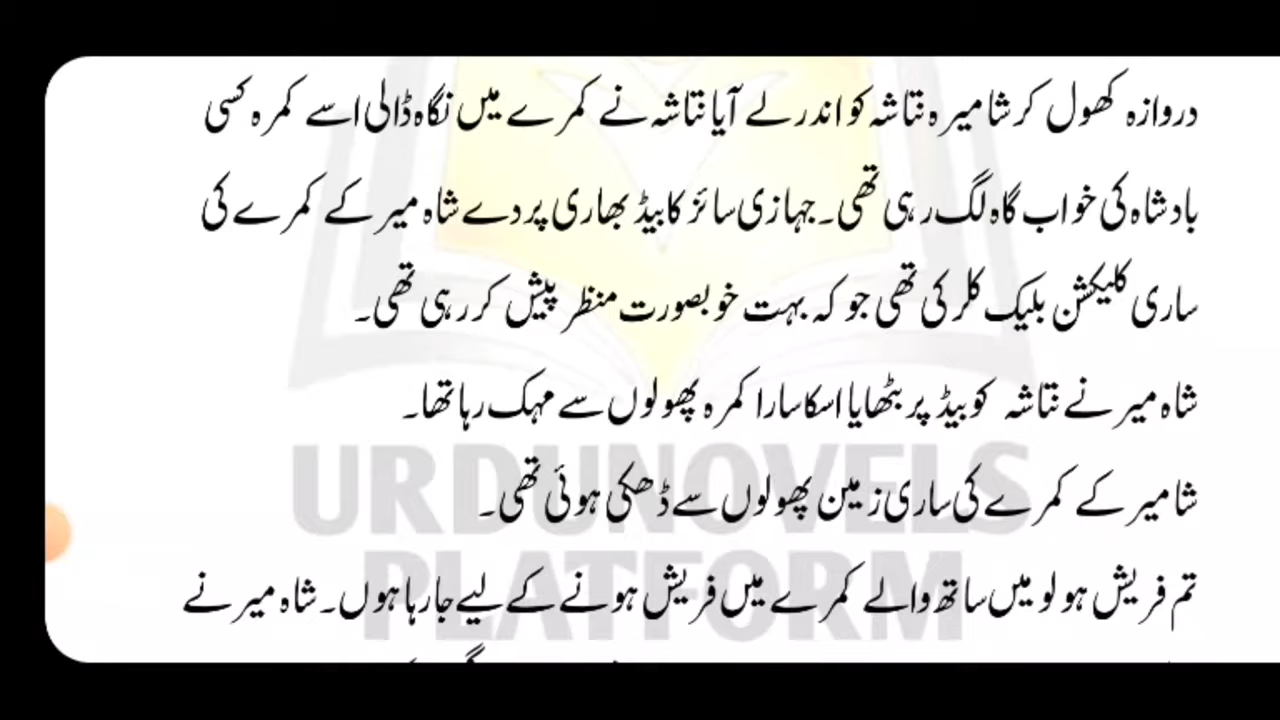 دروازہ کھول کر شامیرہ نتاشہ کو اندر لے آیا نتاشہ نے کمرے میں نگاہ ڈالی اسے کمرہ کسی
بادشاہ کی خواب گاہ لگ رہی تھی۔ جہازی سائز کا بیڈ بھاری پردے شاہ میر کے کمرے کی
ساری کلیکشن بلیک کلر کی تھی جو کہ بہت خوبصورت منظر پیش کر رہی تھی۔
شاہ میر نے نتاشہ کو بیڈ پر بٹھایا اسکا سارا کمرہ پھولوں سے مہک رہا تھا۔
شامیر کے کمرے کی ساری زمین پھولوں سے ڈھکی ہوئی تھی۔
تم فریش ہو لو میں ساتھ والے کمرے میں فریش ہونے کے لیے جا رہا ہوں۔ شاہ میر نے
URDUNOVELS
PLATFORM